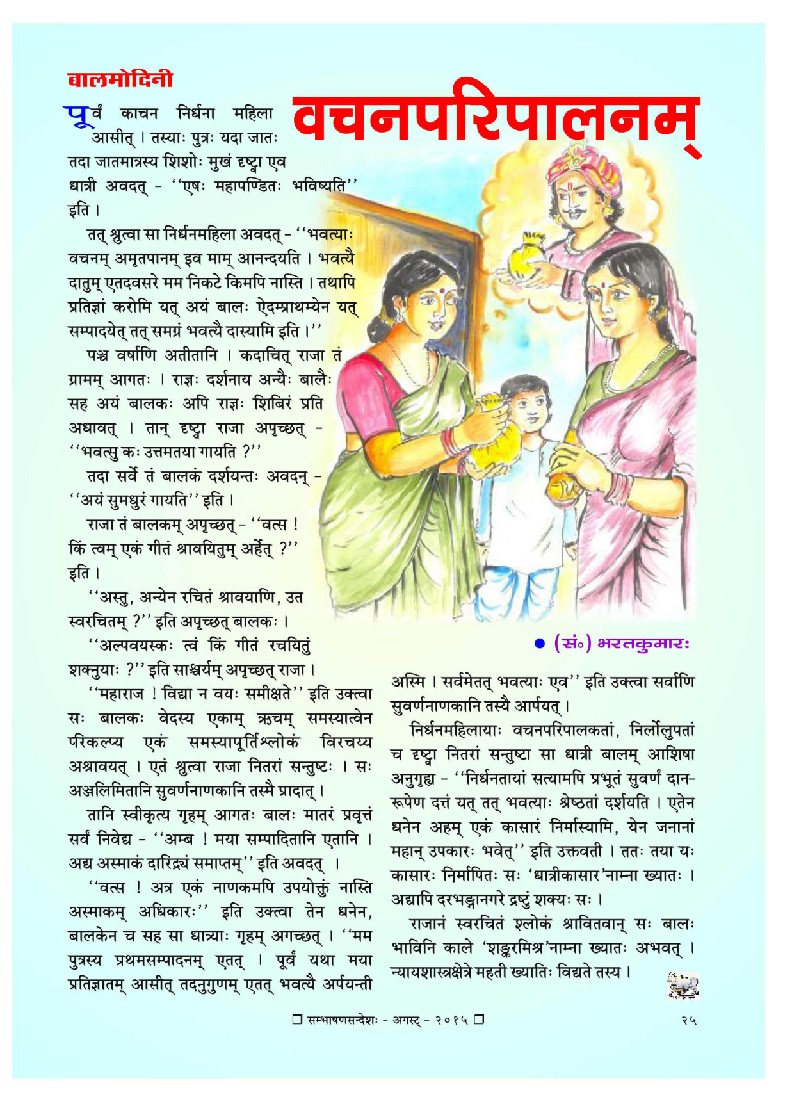 बालमोदिनी
वचनपरिपालनम्
पूर्वं काचन निर्धना महिला
आसीत् । तस्याः पुत्रः यदा जातः
तदा जातमात्रस्य शिशोः मुखं दृष्ट्वा एव
धात्री अवदत् - ‘‘एषः महापण्डितः भविष्यति’’
इति ।
तत् श्रुत्वा सा निर्धनमहिला अवदत् - ‘‘भवत्याः
वचनम् अमृतपानम् इव माम् आनन्दयति । भवत्यै
दातुम् एतदवसरे मम निकटे किमपि नास्ति । तथापि
प्रतिज्ञां करोमि यत् अयं बालः ऐदम्प्राथम्येन यत्
सम्पादयेत् तत् समग्रं भवत्यै दास्यामि इति ।’’
पञ्च वर्षाणि अतीतानि । कदाचित् राजा तं
ग्रामम् आगतः । राज्ञः दर्शनाय अन्यैः बालैः
सह अयं बालकः अपि राज्ञः शिबिरं प्रति
अधावत् । तान् दृष्ट्वा राजा अपृच्छत् -
‘‘भवत्सु कः उत्तमतया गायति ?’’
तदा सर्वे तं बालकं दर्शयन्तः अवदन् -
‘‘अयं सुमधुरं गायति’’ इति ।
राजा तं बालकम् अपृच्छत् - ‘‘वत्स !
किं त्वम् एकं गीतं श्रावयितुम् अर्हेत् ?’’
इति ।
‘‘अस्तु, अन्येन रचितं श्रावयाणि, उत
स्वरचितम् ?’’ इति अपृच्छत् बालकः ।
‘‘अल्पवयस्कः त्वं किं गीतं रचयितुं
शक्नुयाः ?’’ इति साश्चर्यम् अपृच्छत् राजा ।
‘‘महाराज ! विद्या न वयः समीक्षते’’ इति उक्त्वा
सः बालकः वेदस्य एकाम् ऋचम् समस्यात्वेन
परिकल्प्य एकं समस्यापूर्तिश्लोकं विरचय्य
अश्रावयत् । एतं श्रुत्वा राजा नितरां सन्तुष्टः । सः
अञ्जलिमितानि सुवर्णनाणकानि तस्मै प्रादात् ।
तानि स्वीकृत्य गृहम् आगतः बालः मातरं प्रवृत्तं
सर्वं निवेद्य - ‘‘अम्ब ! मया सम्पादितानि एतानि ।
अद्य अस्माकं दारिद्र्यं समाप्तम्’’ इति अवदत् ।
‘‘वत्स ! अत्र एकं नाणकमपि उपयोक्तुं नास्ति
अस्माकम् अधिकारः’’ इति उक्त्वा तेन धनेन,
बालकेन च सह सा धात्र्याः गृहम् अगच्छत् । ‘‘मम
पुत्रस्य प्रथमसम्पादनम् एतत् । पूर्वं यथा मया
प्रतिज्ञातम् आसीत् तदनुगुणम् एतत् भवत्यै अर्पयन्ती
● (सं॰) भरतकुमारः
अस्मि । सर्वमेतत् भवत्याः एव’’ इति उक्त्वा सर्वाणि
सुवर्णनाणकानि तस्यै आर्पयत् ।
निर्धनमहिलायाः वचनपरिपालकतां, निर्लोलुपतां
च दृष्ट्वा नितरां सन्तुष्टा सा धात्री बालम् आशिषा
अनुगृह्य - ‘‘निर्धनतायां सत्यामपि प्रभूतं सुवर्णं दान-
रूपेण दत्तं यत् तत् भवत्याः श्रेष्ठतां दर्शयति । एतेन
धनेन अहम् एकं कासारं निर्मास्यामि, येन जनानां
महान् उपकारः भवेत्’’ इति उक्तवती । ततः तया यः
कासारः निर्मापितः सः ‘धात्रीकासार’नाम्ना ख्यातः ।
अद्यापि दरभङ्गानगरे द्रष्टुं शक्यः सः ।
राजानं स्वरचितं श्लोकं श्रावितवान् सः बालः
भाविनि काले ‘शङ्करमिश्र’नाम्ना ख्यातः अभवत् ।
न्यायशास्त्रक्षेत्रे महती ख्यातिः विद्यते तस्य ।
❒ सम्भाषणसन्देशः - अगस्ट् - २०१५ ❒
२५